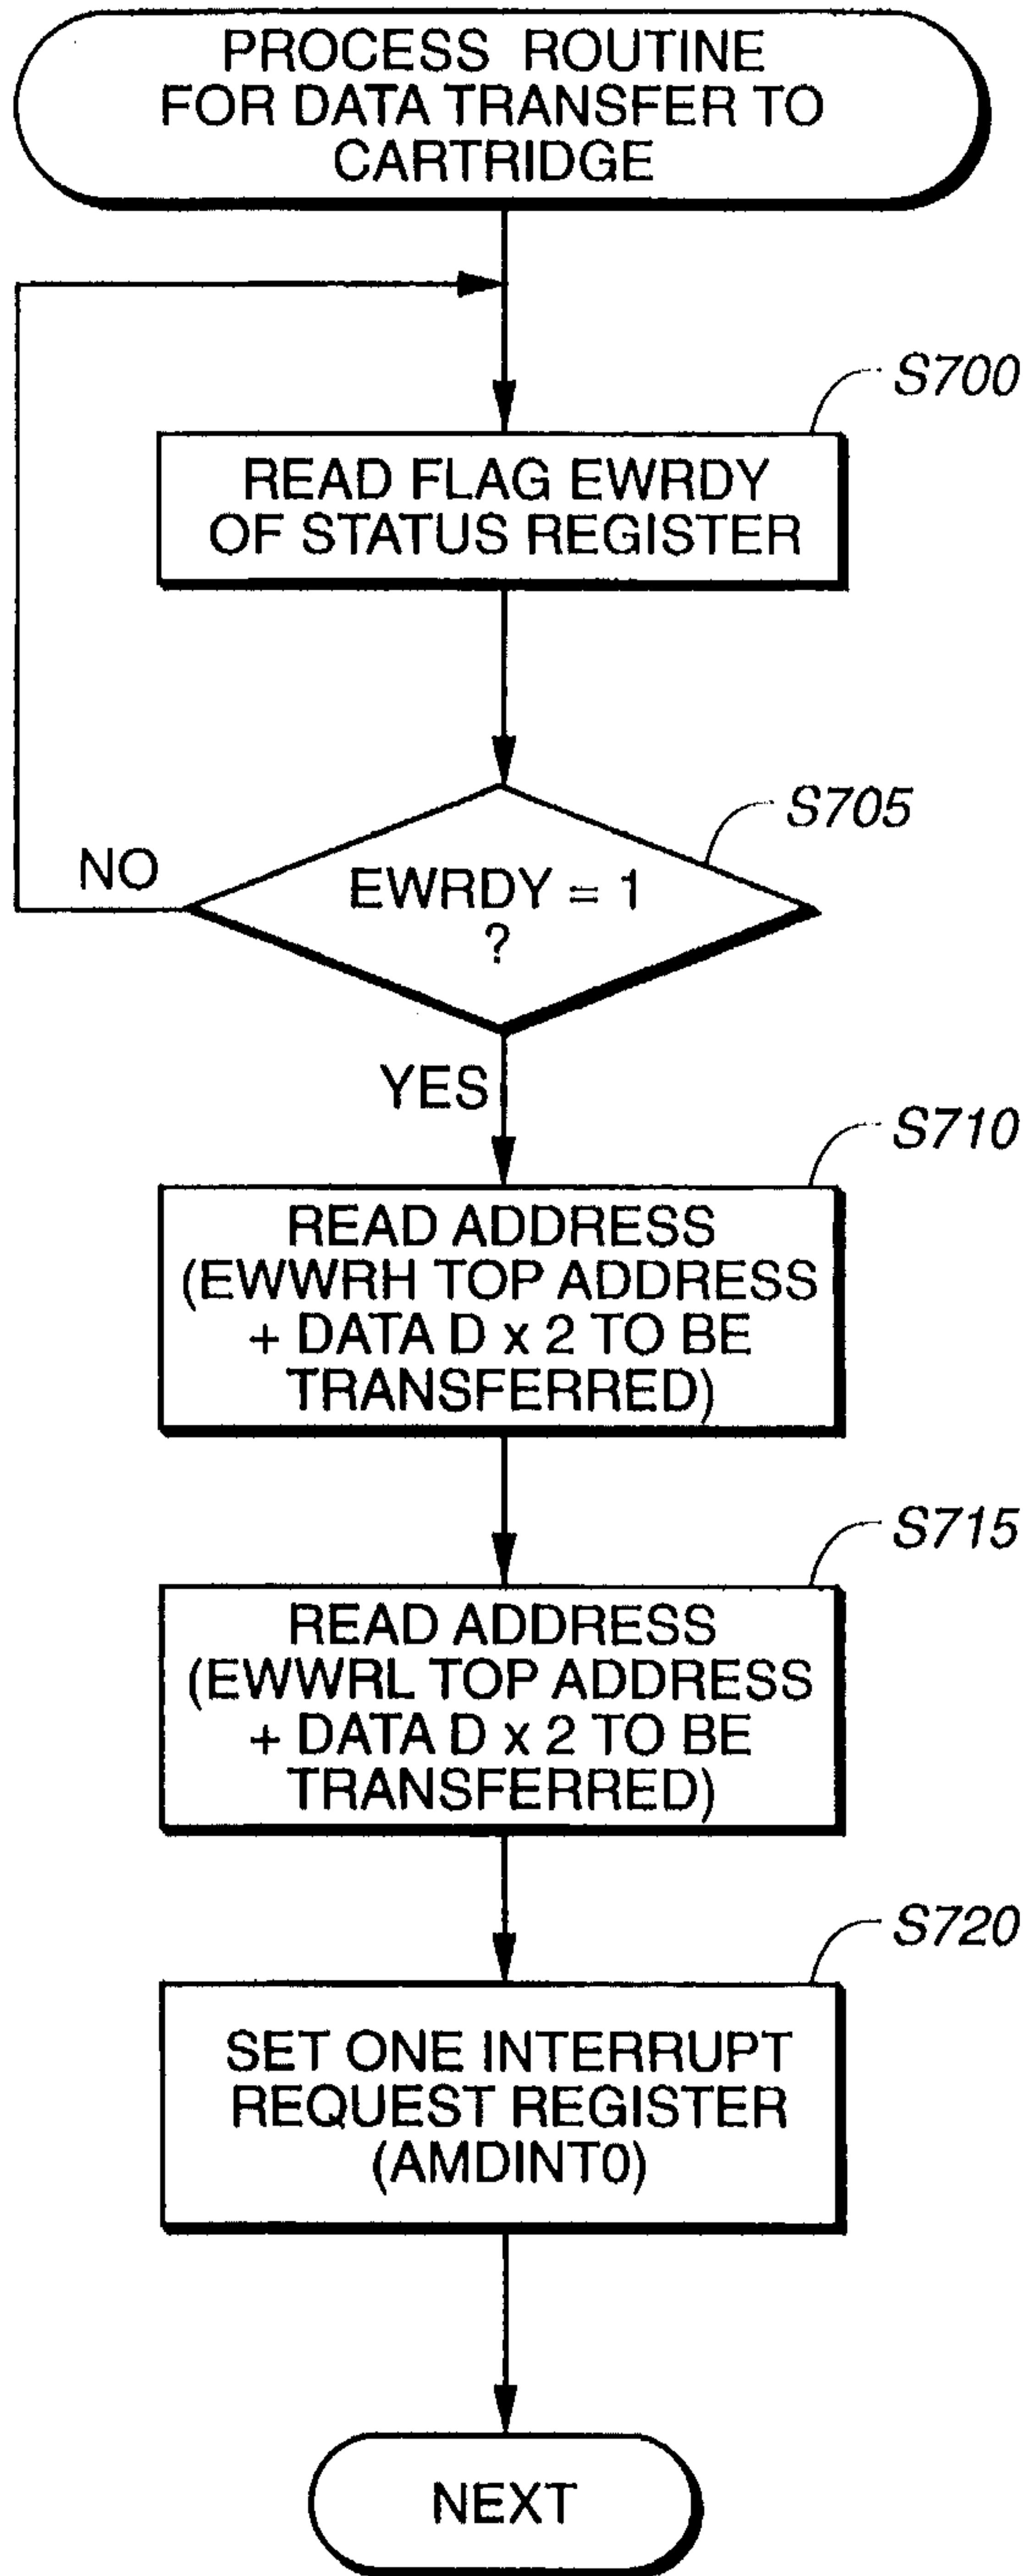 PROCESS ROUTINE
FOR DATA TRANSFER TO
CARTRIDGE
S700
READ FLAG EWRDY
OF STATUS REGISTER
S705
NO
EWRDY = 1
?
YES
S710
READ ADDRESS
(EWWRH TOP ADDRESS
+ DATA D x 2 TO BE
TRANSFERRED)
S715
READ ADDRESS
(EWWRL TOP ADDRESS
+ DATA D x 2 TO BE
TRANSFERRED)
S720
SET ONE INTERRUPT
REQUEST REGISTER
(AMDINT0)
NEXT